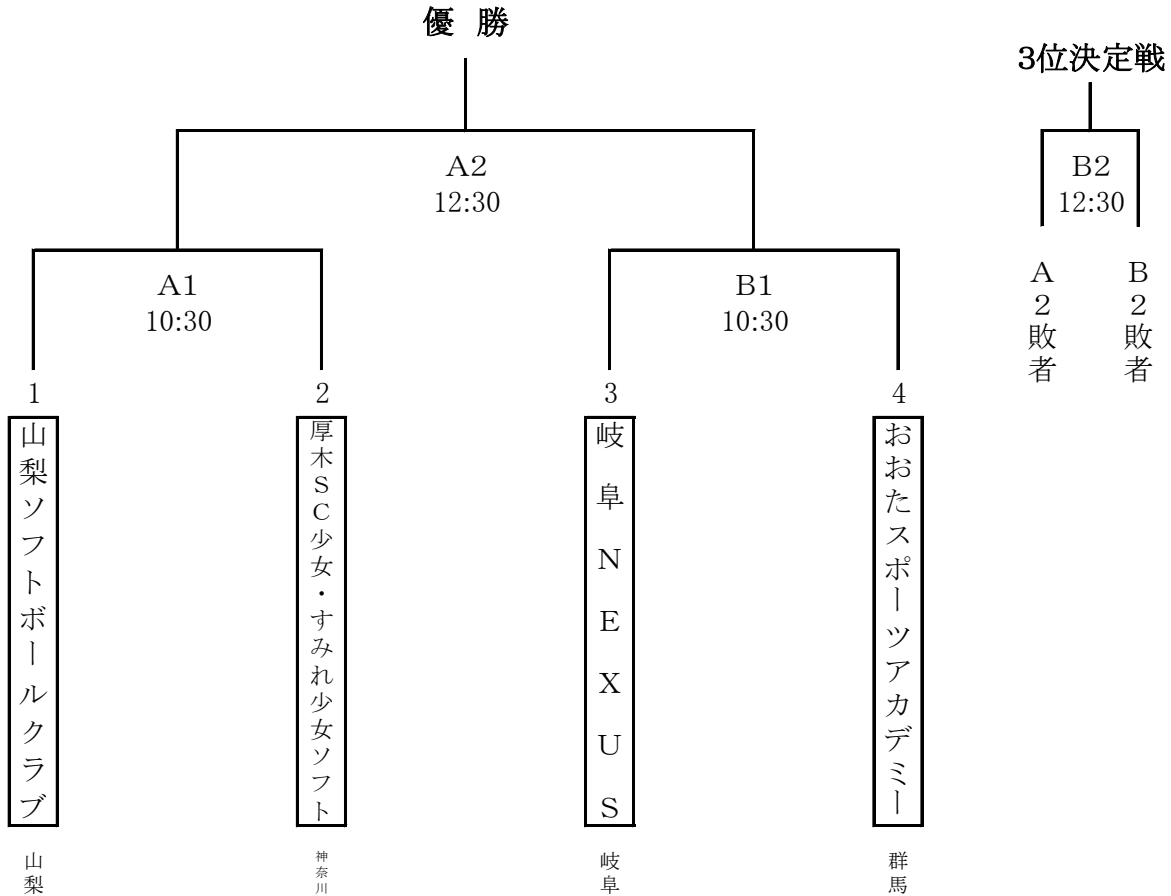 優 勝
3位決定戦
A2
12:30
B2
12:30
A1
10:30
B1
10:30
A2敗者
B2敗者
1
2
3
4
山梨ソフトボールクラブ
厚木SC少女・すみれ少女ソフト
岐阜NEXUS
おおたスポーツアカデミー
山梨
神奈川
岐阜
群馬